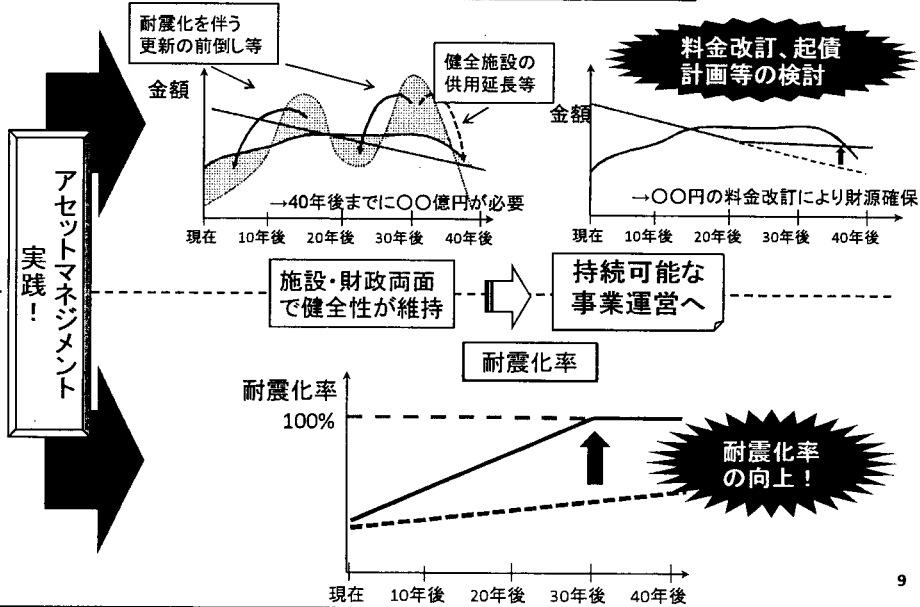 耐震化を伴う
更新の前倒し等
金額
健全施設の
供用延長等
→40年後までに〇〇億円が必要
現在 10年後 20年後 30年後 40年後
料金改訂、起債
計画等の検討
金額
→〇〇円の料金改訂により財源確保
現在 10年後 20年後 30年後 40年後
アセットマネジメント
実践！
施設・財政両面
で健全性が維持
持続可能な
事業運営へ
耐震化率
耐震化率
100%
耐震化率
の向上！
現在 10年後 20年後 30年後 40年後
9